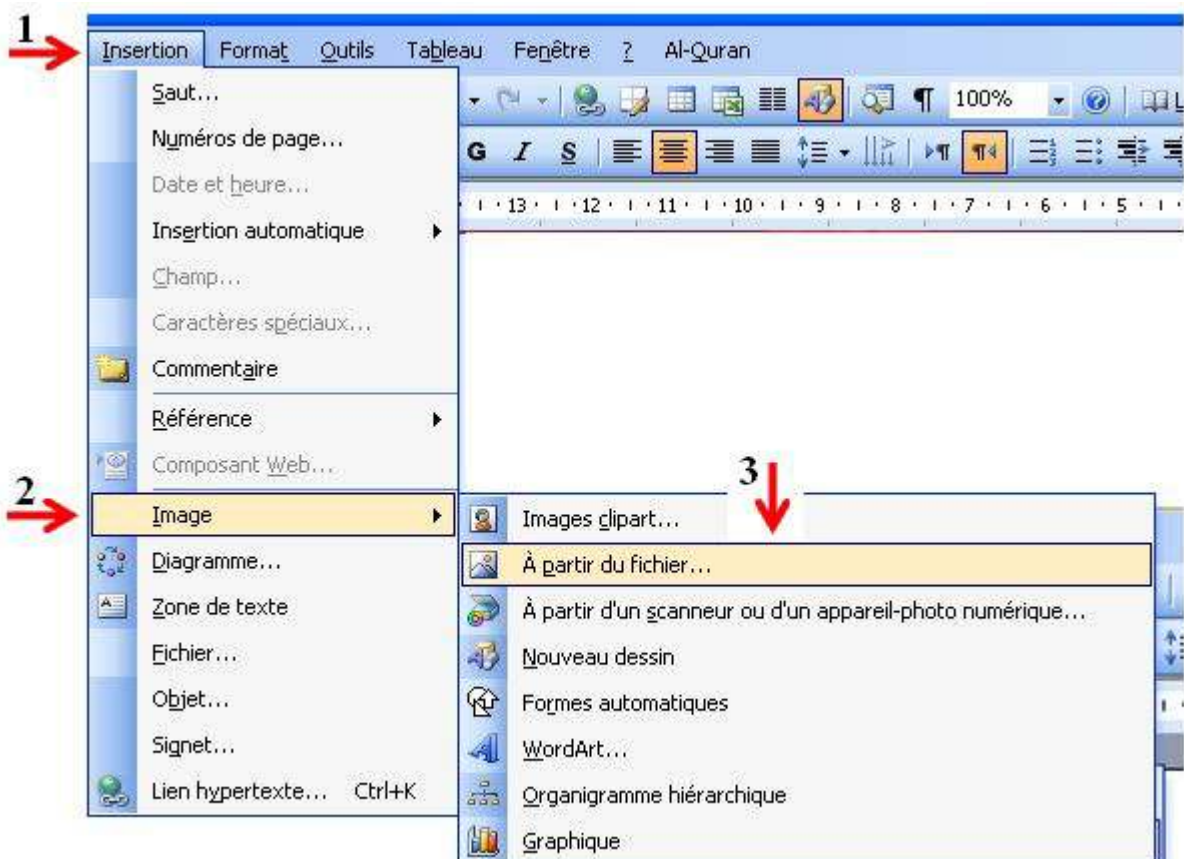 1
Insertion Format Outils Tableau Fenêtre ? Al-Quran
Saut...
100%
Numéros de page...
G I S
Date et heure...
13 12 11 10 9 8 7 6 5
Insertion automatique
Champ...
Caractères spéciaux...
Commentaire
Référence
Composant Web...
2
Image
3
Images clipart...
Diagramme...
À partir du fichier...
Zone de texte
À partir d'un scanneur ou d'un appareil-photo numérique...
Fichier...
Nouveau dessin
Objet...
Formes automatiques
Signet...
WordArt...
Lien hypertexte... Ctrl+K
Organigramme hiérarchique
Graphique